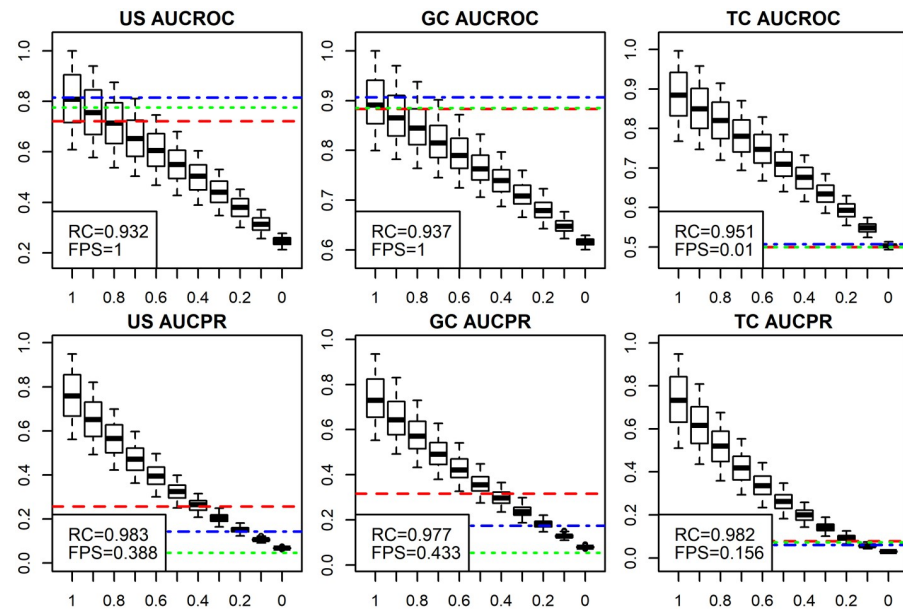 US AUCROC
GC AUCROC
TC AUCROC
1.0
0.8
0.6
0.4
0.2
RC=0.932
FPS=1
1 0.8 0.6 0.4 0.2 0
1.0
0.9
0.8
0.7
0.6
RC=0.937
FPS=1
1 0.8 0.6 0.4 0.2 0
1.0
0.9
0.8
0.7
0.6
0.5
RC=0.951
FPS=0.01
1 0.8 0.6 0.4 0.2 0
US AUCPR
GC AUCPR
TC AUCPR
1.0
0.8
0.6
0.4
0.2
0.0
RC=0.983
FPS=0.388
1 0.8 0.6 0.4 0.2 0
1.0
0.8
0.6
0.4
0.2
0.0
RC=0.977
FPS=0.433
1 0.8 0.6 0.4 0.2 0
1.0
0.8
0.6
0.4
0.2
0.0
RC=0.982
FPS=0.156
1 0.8 0.6 0.4 0.2 0